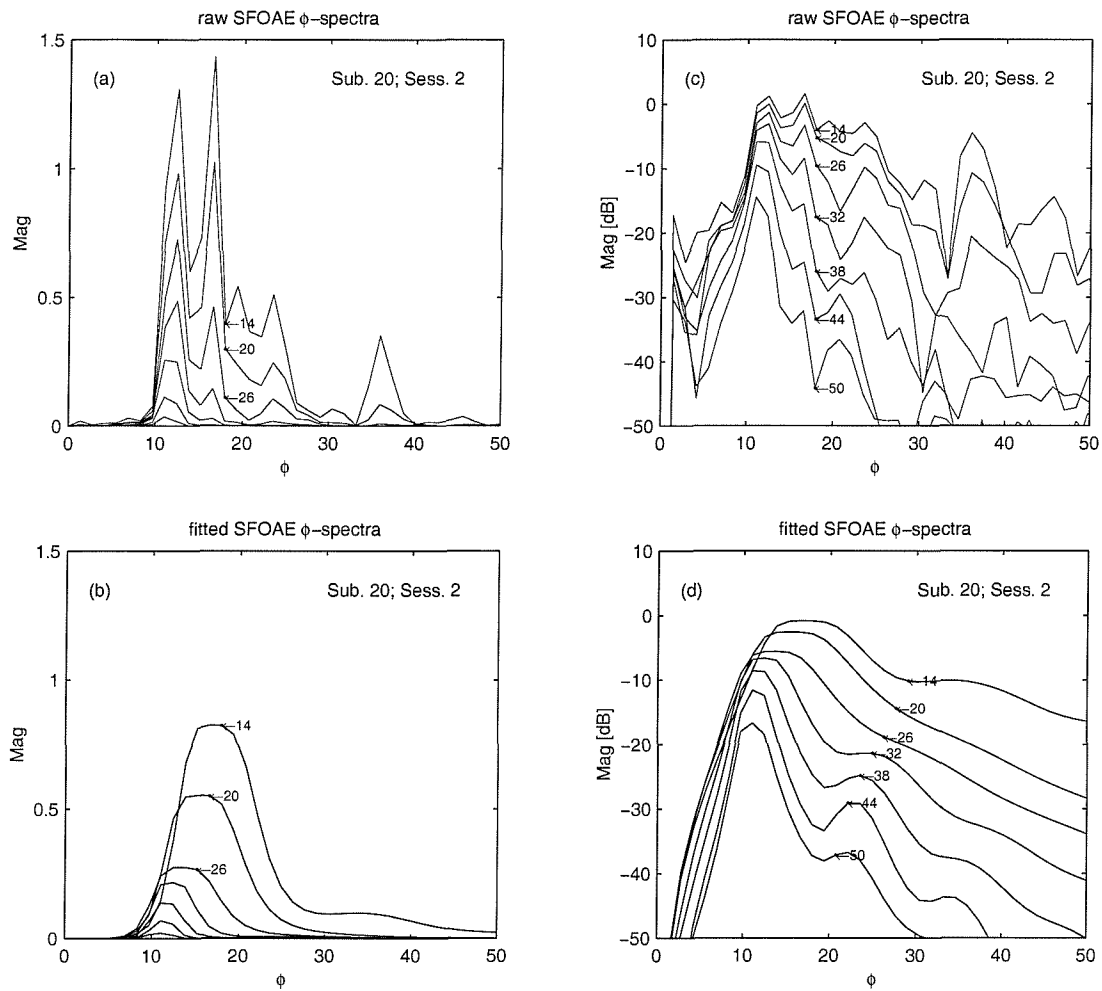 raw SFOAE ϕ−spectra
1.5
1
0.5
0
Mag
(a)
Sub. 20; Sess. 2
←14
←20
←26
0 10 20 30 40 50
ϕ
raw SFOAE ϕ−spectra
10
0
−10
−20
−30
−40
−50
Mag [dB]
(c)
Sub. 20; Sess. 2
←14
←20
←26
←32
←38
←44
←50
0 10 20 30 40 50
ϕ
fitted SFOAE ϕ−spectra
1.5
1
0.5
0
Mag
(b)
Sub. 20; Sess. 2
←14
←20
←26
0 10 20 30 40 50
ϕ
fitted SFOAE ϕ−spectra
10
0
−10
−20
−30
−40
−50
Mag [dB]
(d)
Sub. 20; Sess. 2
←14
←20
←26
←32
←38
←44
←50
0 10 20 30 40 50
ϕ